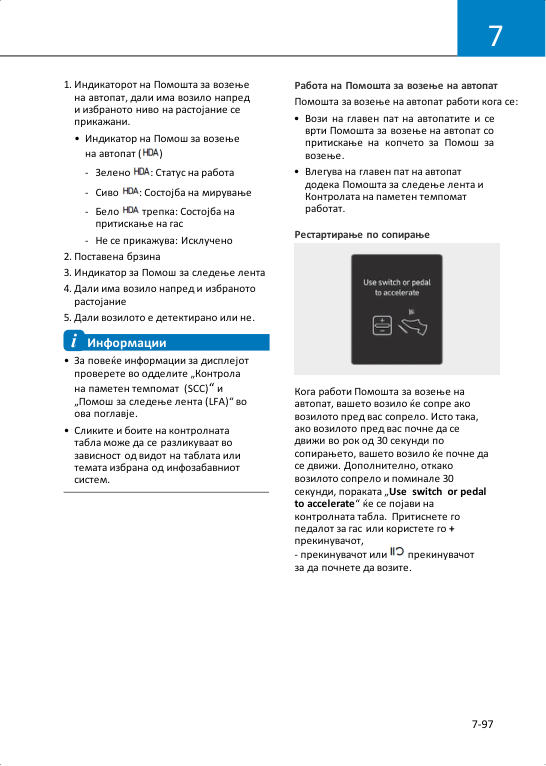 7
1. Индикаторот на Помошта за возење
на автопат, дали има возило напред
и избраното ниво на растојание се
прикажани.
• Индикатор на Помош за возење
на автопат (HDA)
- Зелено HDA: Статус на работа
- Сиво HDA: Состојба на мирување
- Бело HDA трепка: Состојба на
притискање на гас
- Не се прикажува: Исклучено
2. Поставена брзина
3. Индикатор за Помош за следење лента
4. Дали има возило напред и избраното
растојание
5. Дали возилото е детектирано или не.
i Информации
• За повеќе информации за дисплејот
проверете во одделите „Контрола
на паметен темпомат (SCC)“ и
„Помош за следење лента (LFA)“ во
ова поглавје.
• Сликите и боите на контролната
табла може да се разликуваат во
зависност од видот на таблата или
темата избрана од инфозабавниот
систем.
Работа на Помошта за возење на автопат
Помошта за возење на автопат работи кога се:
• Вози на главен пат на автопатите и се
врти Помошта за возење на автопат со
притискање на копчето за Помош за
возење.
• Влегува на главен пат на автопат
додека Помошта за следење лента и
Контролата на паметен темпомат
работат.
Рестартирање по сопирање
Use switch or pedal
to accelerate
Кога работи Помошта за возење на
автопат, вашето возило ќе сопре ако
возилото пред вас сопрело. Исто така,
ако возилото пред вас почне да се
движи во рок од 30 секунди по
сопирањето, вашето возило ќе почне да
се движи. Дополнително, откако
возилото сопрело и поминале 30
секунди, пораката „Use switch or pedal
to accelerate“ ќе се појави на
контролната табла. Притиснете го
педалот за гас или користете го +
прекинувачот,
- прекинувачот или прекинувачот
за да почнете да возите.
7-97